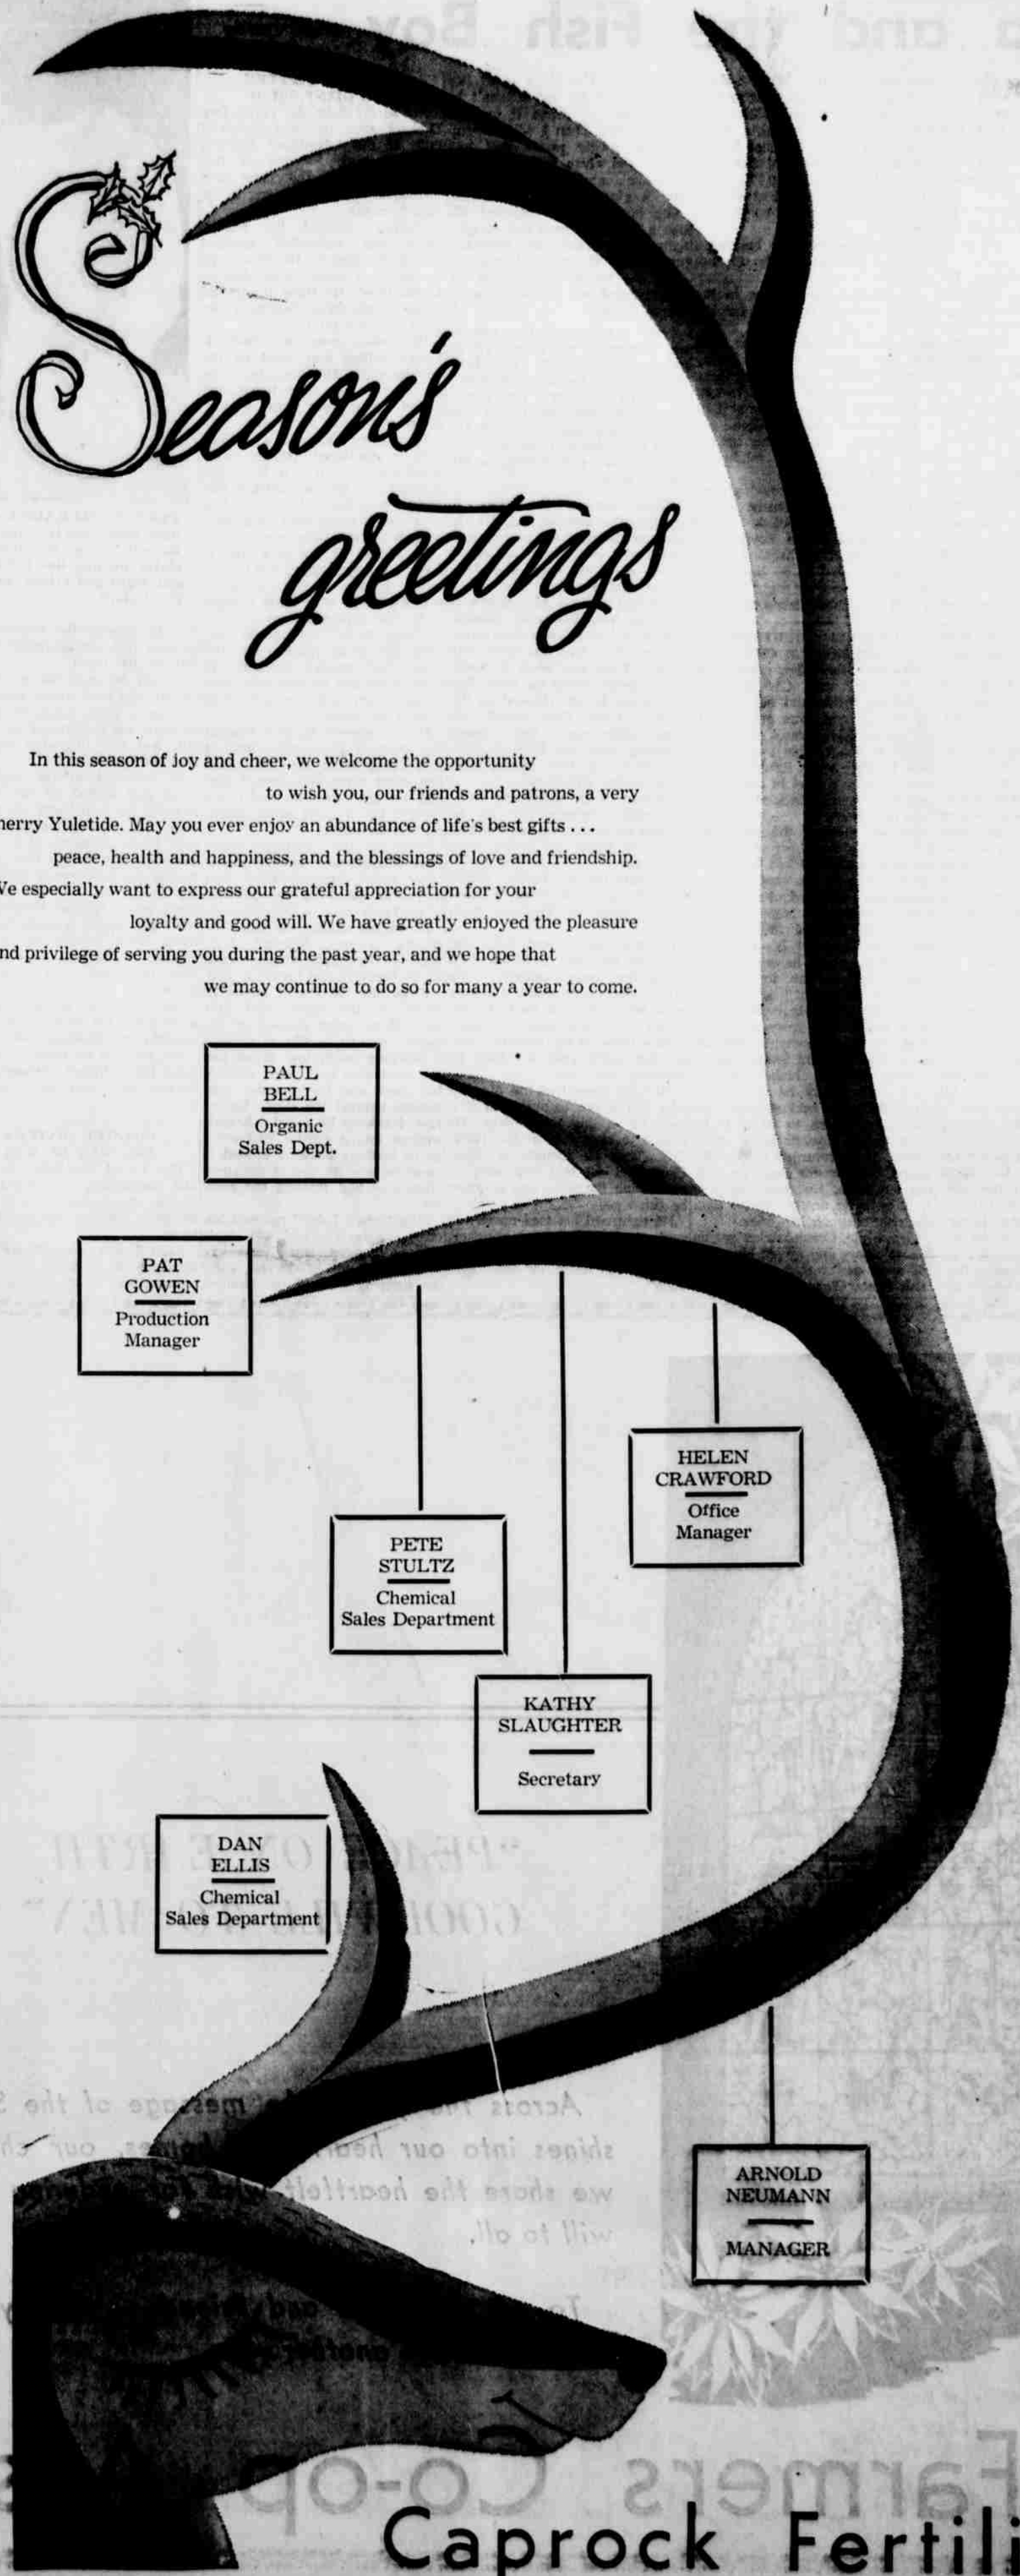 Season's
greetings
In this season of joy and cheer, we welcome the opportunity
to wish you, our friends and patrons, a very
erry Yuletide. May you ever enjoy an abundance of life's best gifts ...
peace, health and happiness, and the blessings of love and friendship.
e especially want to express our grateful appreciation for your
loyalty and good will. We have greatly enjoyed the pleasure
nd privilege of serving you during the past year, and we hope that
we may continue to do so for many a year to come.
PAUL
BELL
Organic
Sales Dept.
PAT
GOWEN
Production
Manager
HELEN
CRAWFORD
Office
Manager
PETE
STULTZ
Chemical
Sales Department
KATHY
SLAUGHTER
Secretary
DAN
ELLIS
Chemical
Sales Department
ARNOLD
NEUMANN
MANAGER
Caprock Fertili